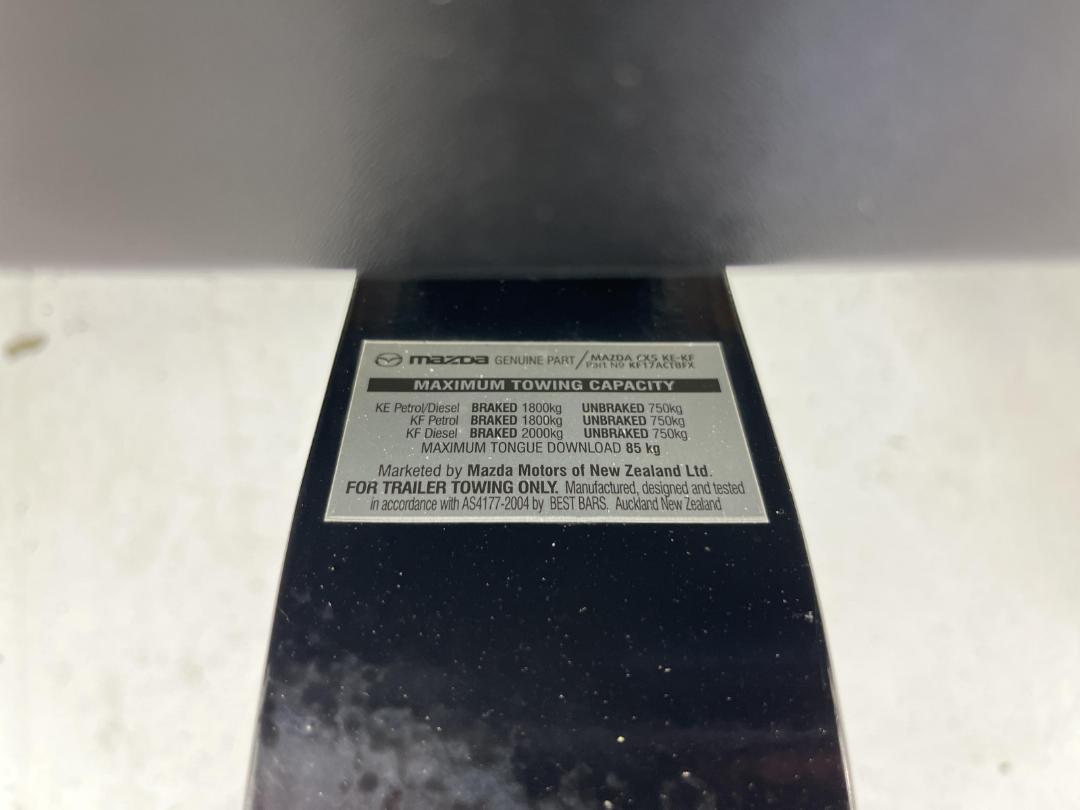 mazda GENUINE PART / MAZDA CX5 KE-KF
Part Nº KF17ACTBFX
MAXIMUM TOWING CAPACITY
KE Petrol/Diesel BRAKED 1800kg UNBRAKED 750kg
KF Petrol BRAKED 1800kg UNBRAKED 750kg
KF Diesel BRAKED 2000kg UNBRAKED 750kg
MAXIMUM TONGUE DOWNLOAD 85 kg
Marketed by Mazda Motors of New Zealand Ltd.
FOR TRAILER TOWING ONLY. Manufactured, designed and tested
in accordance with AS4177-2004 by BEST BARS, Auckland New Zealand